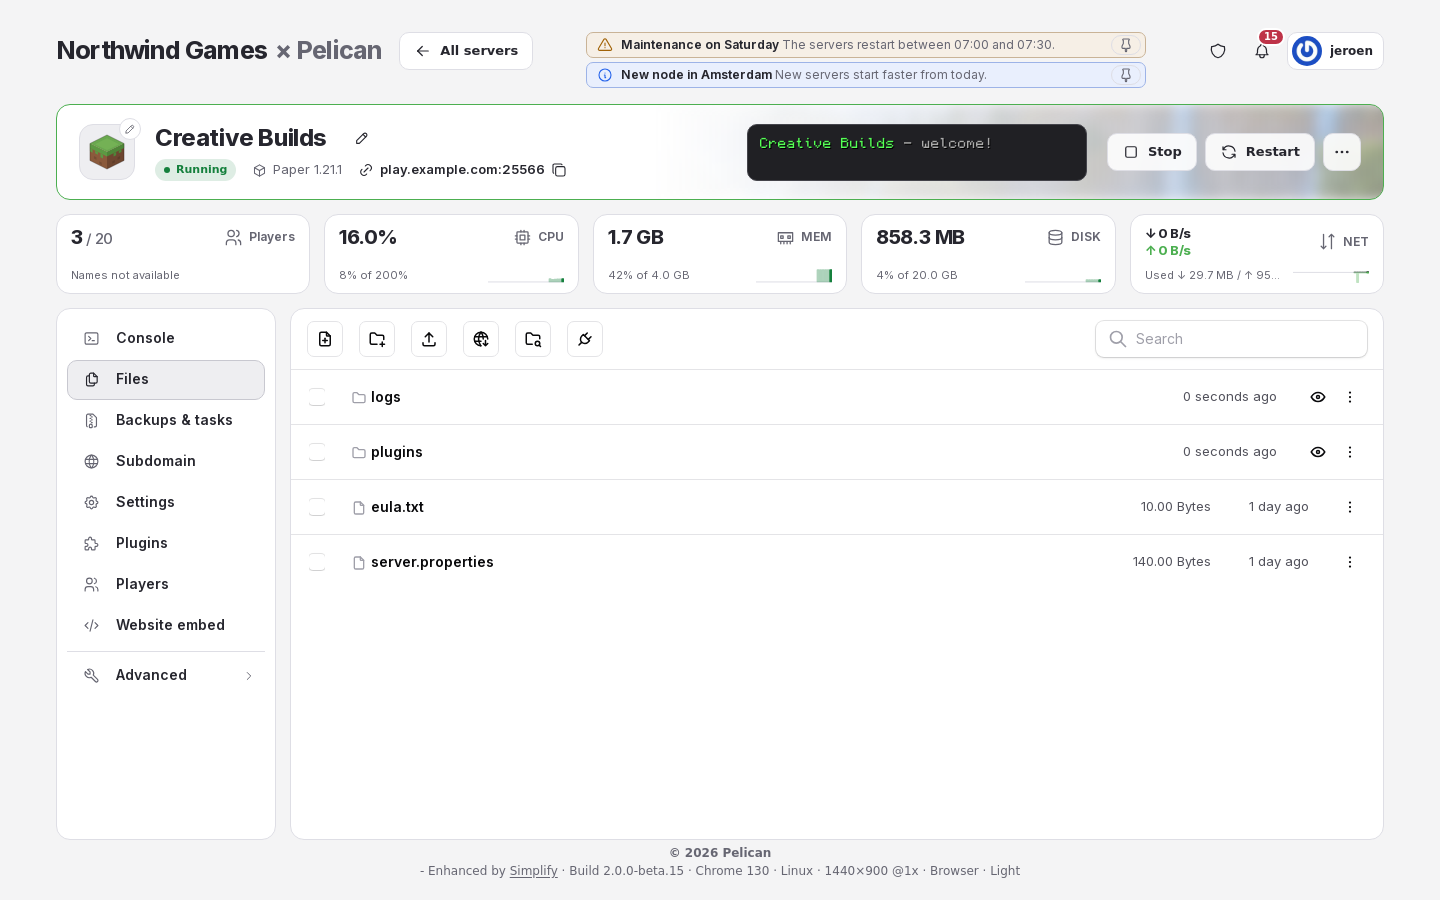 Northwind Games × Pelican
All servers
Maintenance on Saturday The servers restart between 07:00 and 07:30.
New node in Amsterdam New servers start faster from today.
15
jeroen
Creative Builds
Running
Paper 1.21.1
play.example.com:25566
Creative Builds – welcome!
Stop
Restart
3 / 20
Players
Names not available
16.0%
CPU
8% of 200%
1.7 GB
MEM
42% of 4.0 GB
858.3 MB
DISK
4% of 20.0 GB
↓ 0 B/s
↑ 0 B/s
NET
Used ↓ 29.7 MB / ↑ 95...
Console
Files
Backups & tasks
Subdomain
Settings
Plugins
Players
Website embed
Advanced
Search
logs
0 seconds ago
plugins
0 seconds ago
eula.txt
10.00 Bytes
1 day ago
server.properties
140.00 Bytes
1 day ago
© 2026 Pelican
- Enhanced by Simplify · Build 2.0.0-beta.15 · Chrome 130 · Linux · 1440×900 @1x · Browser · Light